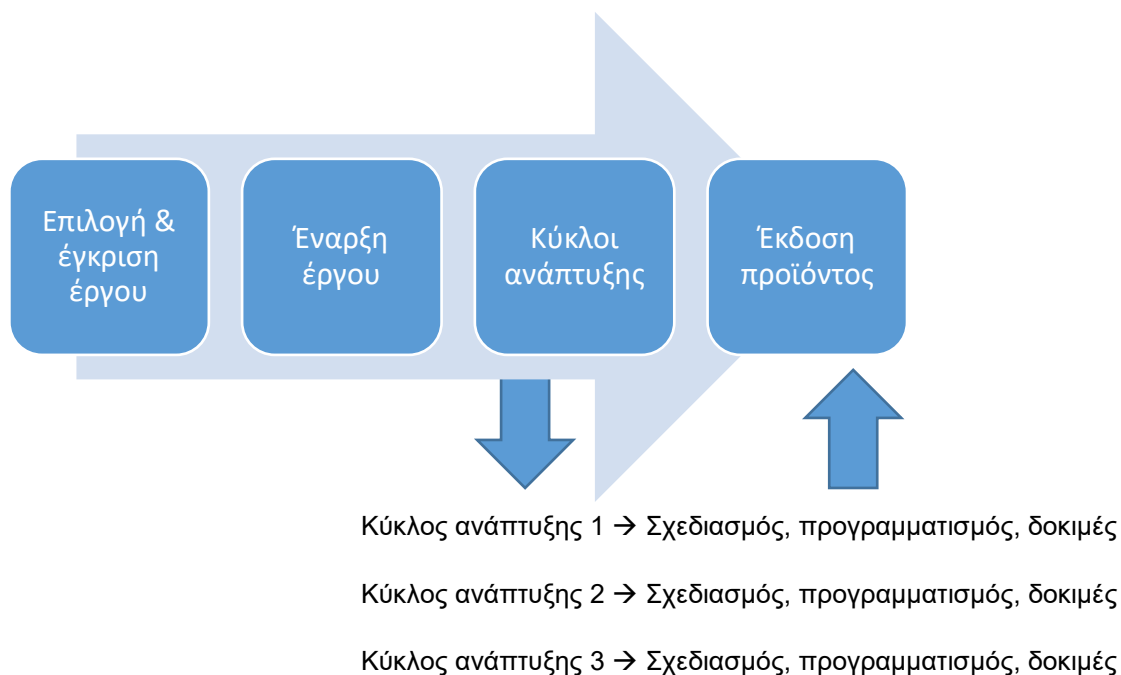 Επιλογή &
έγκριση
έργου
Έναρξη
έργου
Κύκλοι
ανάπτυξης
Έκδοση
προϊόντος
Κύκλος ανάπτυξης 1 → Σχεδιασμός, προγραμματισμός, δοκιμές
Κύκλος ανάπτυξης 2 → Σχεδιασμός, προγραμματισμός, δοκιμές
Κύκλος ανάπτυξης 3 → Σχεδιασμός, προγραμματισμός, δοκιμές